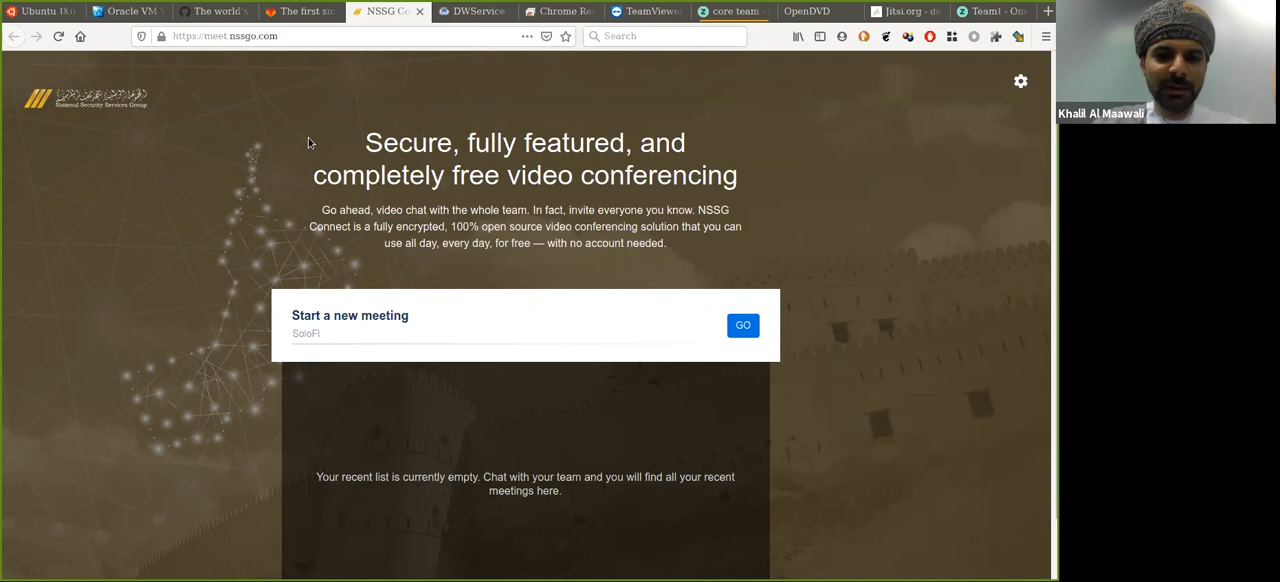 Ubuntu 18.0
Oracle VM V
The world's
The first sim
NSSG Co
DWService
Chrome Re
TeamViewer
core team -
OpenDVD
Jitsi.org - de
Team! - Om
https://meet.nssgo.com
Search
National Security Services Group
Secure, fully featured, and
completely free video conferencing
Go ahead, video chat with the whole team. In fact, invite everyone you know. NSSG
Connect is a fully encrypted, 100% open source video conferencing solution that you can
use all day, every day, for free — with no account needed.
Start a new meeting
SoloFl
GO
Your recent list is currently empty. Chat with your team and you will find all your recent
meetings here.
Khalil Al Maawali